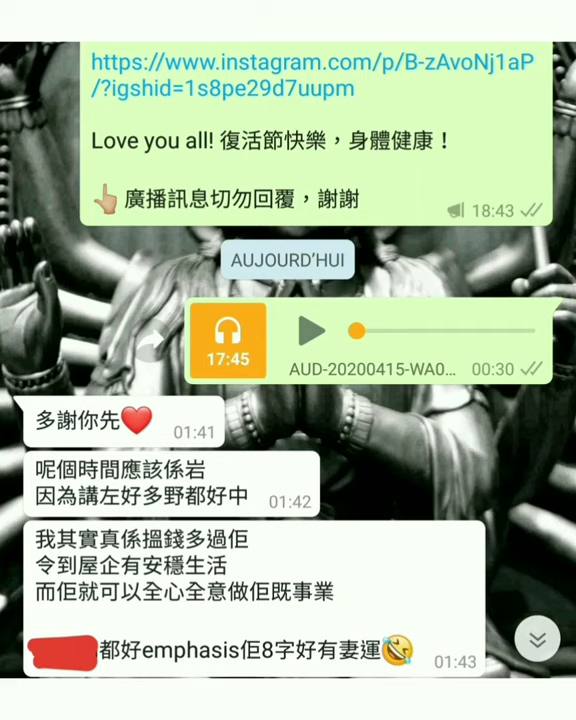 https://www.instagram.com/p/B-zAvoNj1aP
/?igshid=1s8pe29d7uupm
Love you all! 復活節快樂，身體健康！
👆🏼廣播訊息切勿回覆，謝謝
18:43
AUJOURD'HUI
17:45
AUD-20200415-WA0...
00:30
多謝你先❤️
01:41
呢個時間應該係岩
因為講左好多野都好中
01:42
我其實真係搵錢多過佢
令到屋企有安穩生活
而佢就可以全心全意做佢既事業
都好emphasis佢8字好有妻運🤣
01:43